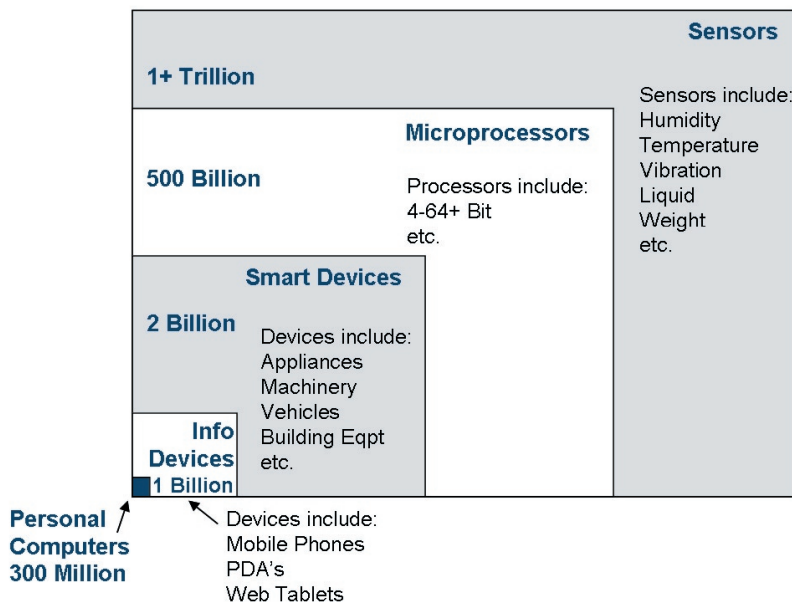 Sensors
1+ Trillion
Sensors include:
Humidity
Temperature
Vibration
Liquid
Weight
etc.
Microprocessors
500 Billion
Processors include:
4-64+ Bit
etc.
Smart Devices
2 Billion
Devices include:
Appliances
Machinery
Vehicles
Building Eqpt
etc.
Info
Devices
1 Billion
Personal
Computers
300 Million
Devices include:
Mobile Phones
PDA's
Web Tablets